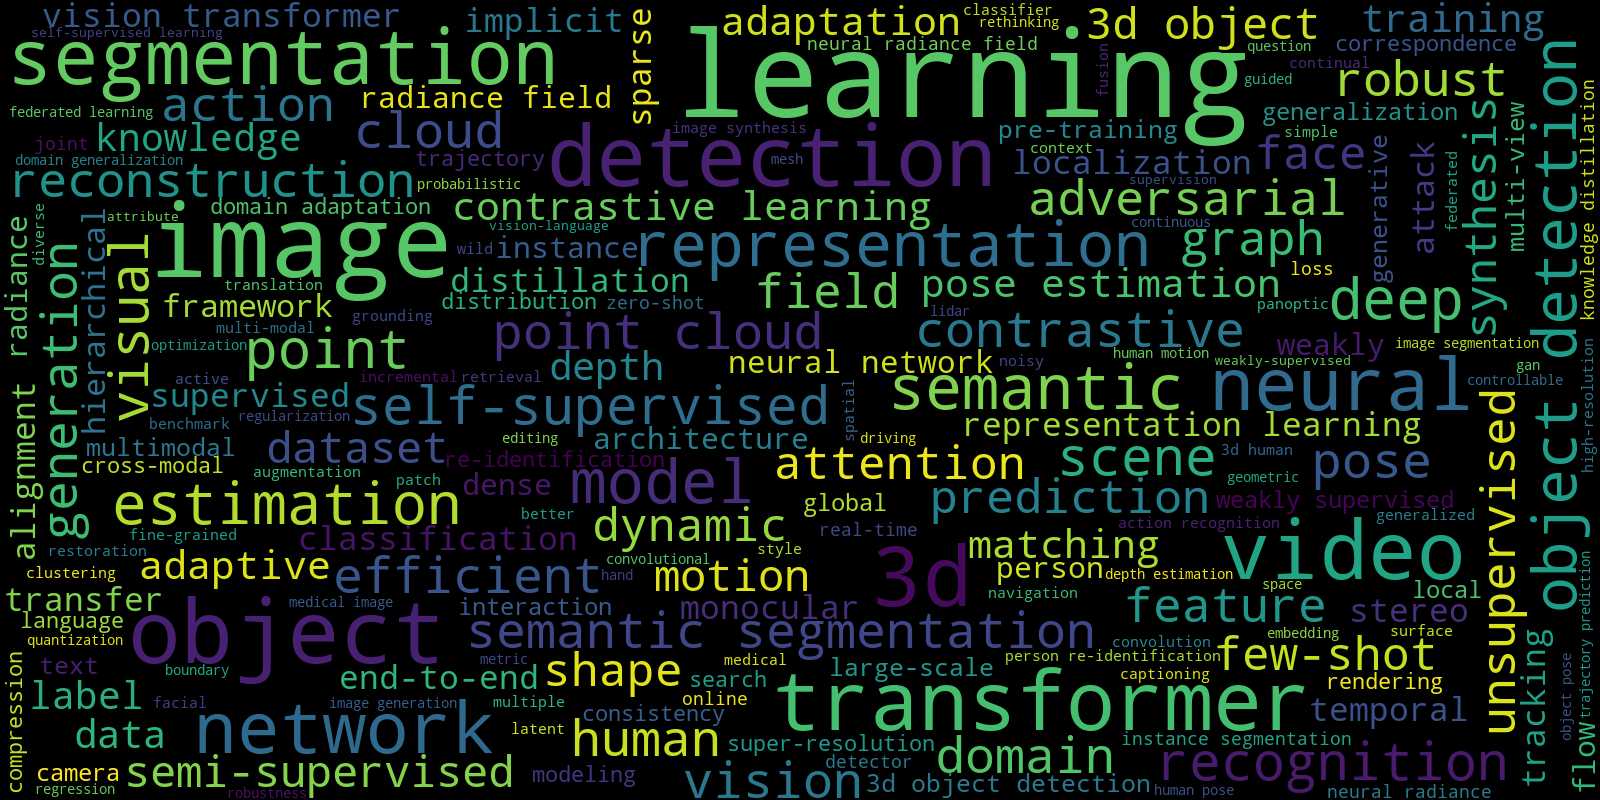 vision transformer
self-supervised learning
implicit
sparse
adaptation
classifier
rethinking
3d object
training
segmentation
neural radiance field
learning
fusion
question
correspondence
continual
guided
robust
object detection
federated learning
action
radiance field
cloud
generalization
joint
knowledge
image synthesis
pre-training
simple
context
synthesis
multi-view
domain generalization
trajectory
detection
mesh
localization
face
generative
attack
federated
knowledge distillation
reconstruction
probabilistic
supervision
domain adaptation
contrastive learning
adversarial
radiance
diverse
hierarchical
attribute
image
vision-language
continuous
visual
wild
instance
representation
graph
generation
translation
distillation
loss
framework
distribution
zero-shot
field
pose estimation
panoptic
deep
multi-modal
grounding
lidar
optimization
point
point cloud
contrastive
weakly
image segmentation
depth
neural network
noisy
human motion
weakly-supervised
gan
active
incremental
retrieval
semantic
neural
controllable
high-resolution
alignment
supervised
regularization
self-supervised
spatial
benchmark
representation learning
unsupervised
multimodal
dataset
editing
architecture
driving
scene
3d human
pose
cross-modal
augmentation
re-identification
attention
geometric
patch
dense
model
estimation
global
prediction
weakly supervised
better
dynamic
real-time
action recognition
generalized
fine-grained
classification
restoration
style
matching
video
convolutional
clustering
adaptive
efficient
hand
motion
3d
person
depth estimation
space
local
navigation
transfer
medical image
interaction
monocular
feature
stereo
trajectory prediction
language
object
quantization
semantic segmentation
convolution
embedding
surface
tracking
text
boundary
metric
medical
person re-identification
few-shot
compression
end-to-end
shape
search
large-scale
captioning
rendering
object pose
label
facial
image generation
multiple
online
transformer
temporal
data
network
latent
consistency
human
super-resolution
instance segmentation
flow
domain
detector
recognition
camera
semi-supervised
modeling
vision
3d object detection
regression
robustness
human pose
neural radiance